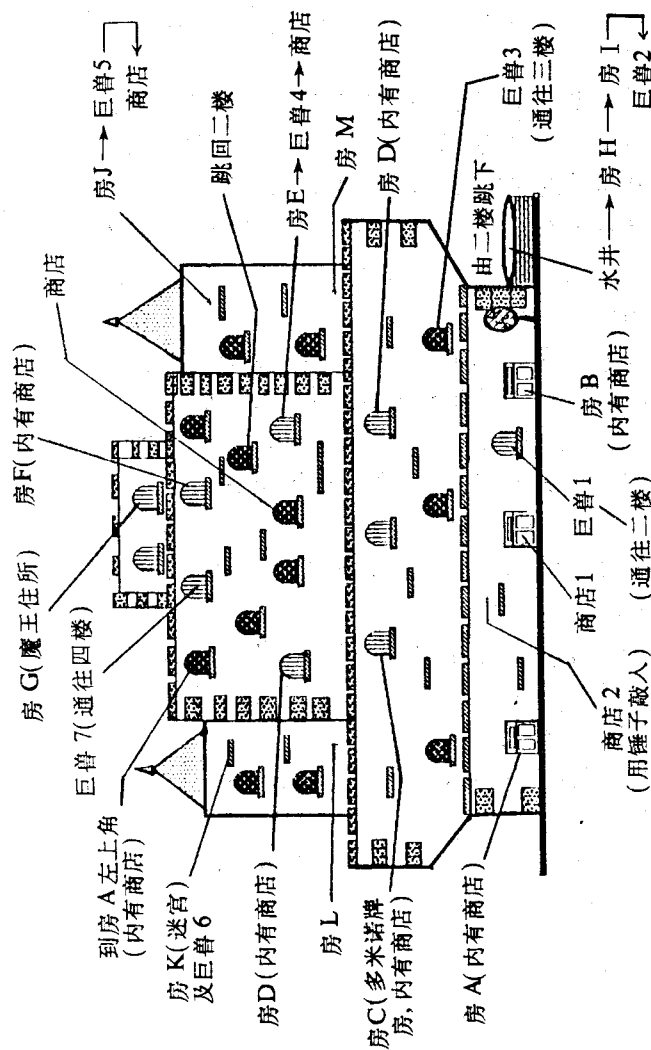 房J→巨兽5
商店
商店
跳回二楼
房E→巨兽4→商店
房M
房D(内有商店)
巨兽3
(通往三楼)
由二楼跳下
水井→房H→房I
巨兽2
房F(内有商店)
房G(魔王住所)
巨兽7(通往四楼)
到房A左上角
(内有商店)
房K(迷宫)
及巨兽6
房D(内有商店)
房L
房C(多米诺牌
房,内有商店)
房A(内有商店)
商店2
(用锤子敲入)
商店1
巨兽1
(通往二楼)
房B
(内有商店)